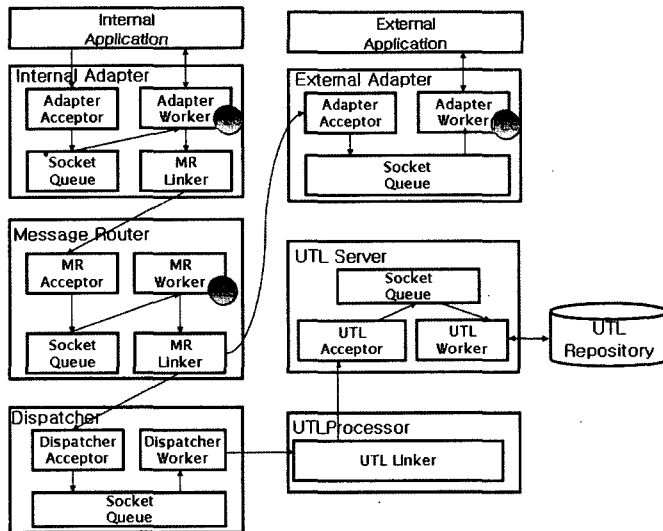 Internal
Application
Internal Adapter
Adapter
Acceptor
Adapter
Worker
Socket
Queue
MR
Linker
Message Router
MR
Acceptor
MR
Worker
Socket
Queue
MR
Linker
Dispatcher
Dispatcher
Acceptor
Dispatcher
Worker
Socket
Queue
External
Application
External Adapter
Adapter
Acceptor
Adapter
Worker
Socket
Queue
UTL Server
Socket
Queue
UTL
Acceptor
UTL
Worker
UTL
Repository
UTLProcessor
UTL Linker